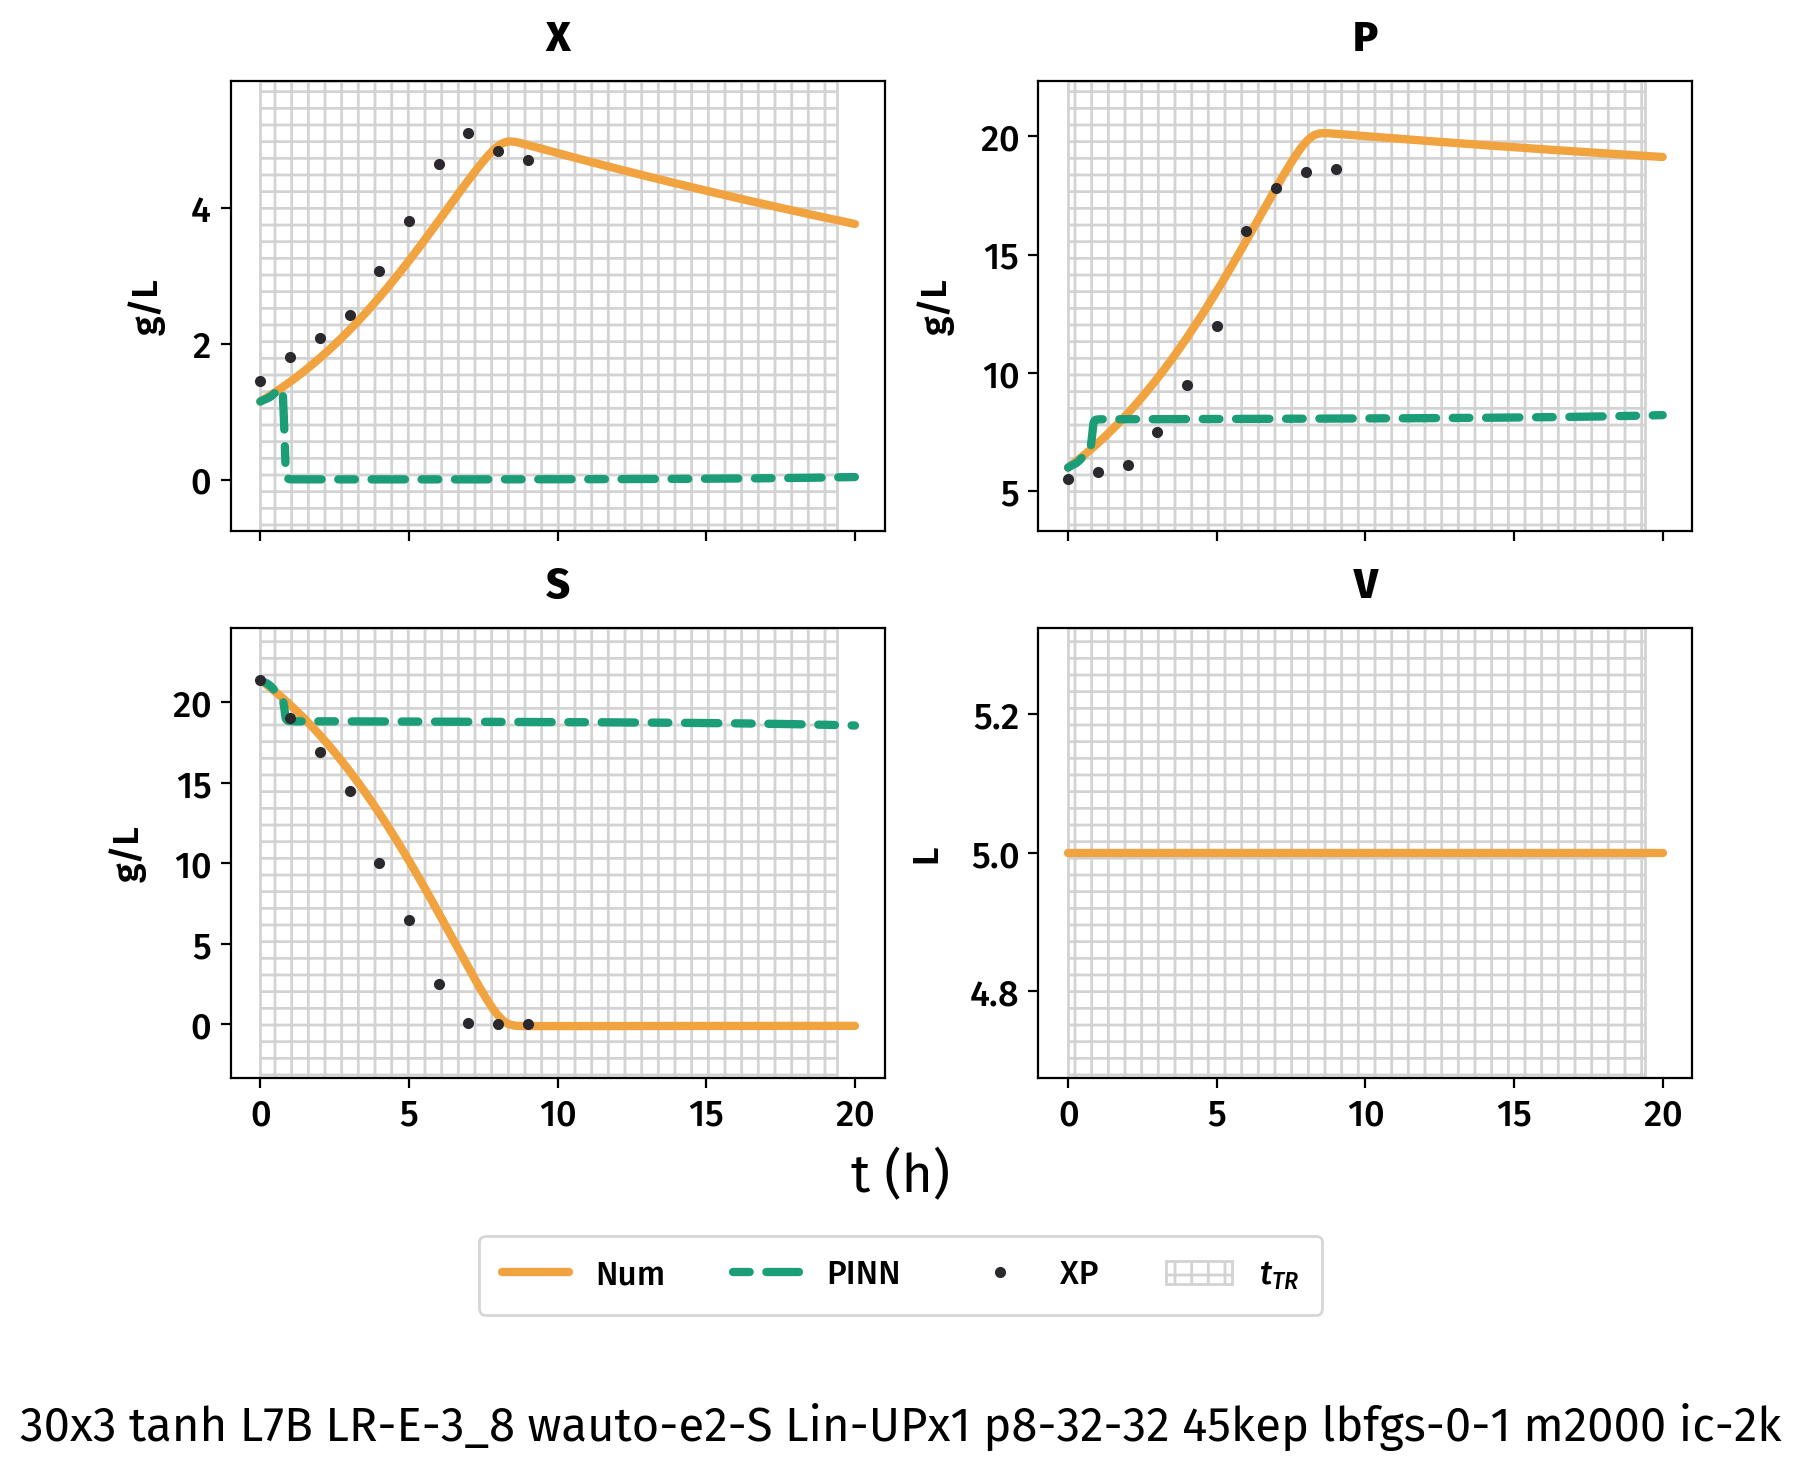 X
P
g/L
4
2
0
g/L
20
15
10
5
S
V
g/L
20
15
10
5
0
L
5.2
5.0
4.8
0 5 10 15 20
0 5 10 15 20
t (h)
Num PINN XP tTR
30x3 tanh L7B LR-E-3_8 wauto-e2-S Lin-UPx1 p8-32-32 45kep lbfgs-0-1 m2000 ic-2k